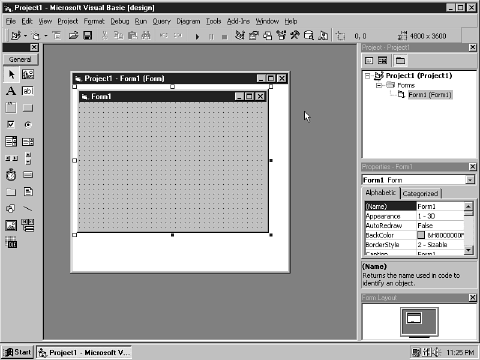 Project1 - Microsoft Visual Basic [design]
File Edit View Project Format Debug Run Query Diagram Tools Add-Ins Window Help
0, 0 4800 x 3600
General
A
ab|
Project1 - Form1 (Form)
Form1
Project - Project1
Project1 (Project1)
Forms
Form1 (Form1)
Properties - Form1
Form1 Form
Alphabetic Categorized
(Name) Form1
Appearance 1 - 3D
AutoRedraw False
BackColor &H8000000F
BorderStyle 2 - Sizable
Caption Form1
(Name)
Returns the name used in code to
identify an object.
Form Layout
Start Project1 - Microsoft V... 11:25 PM